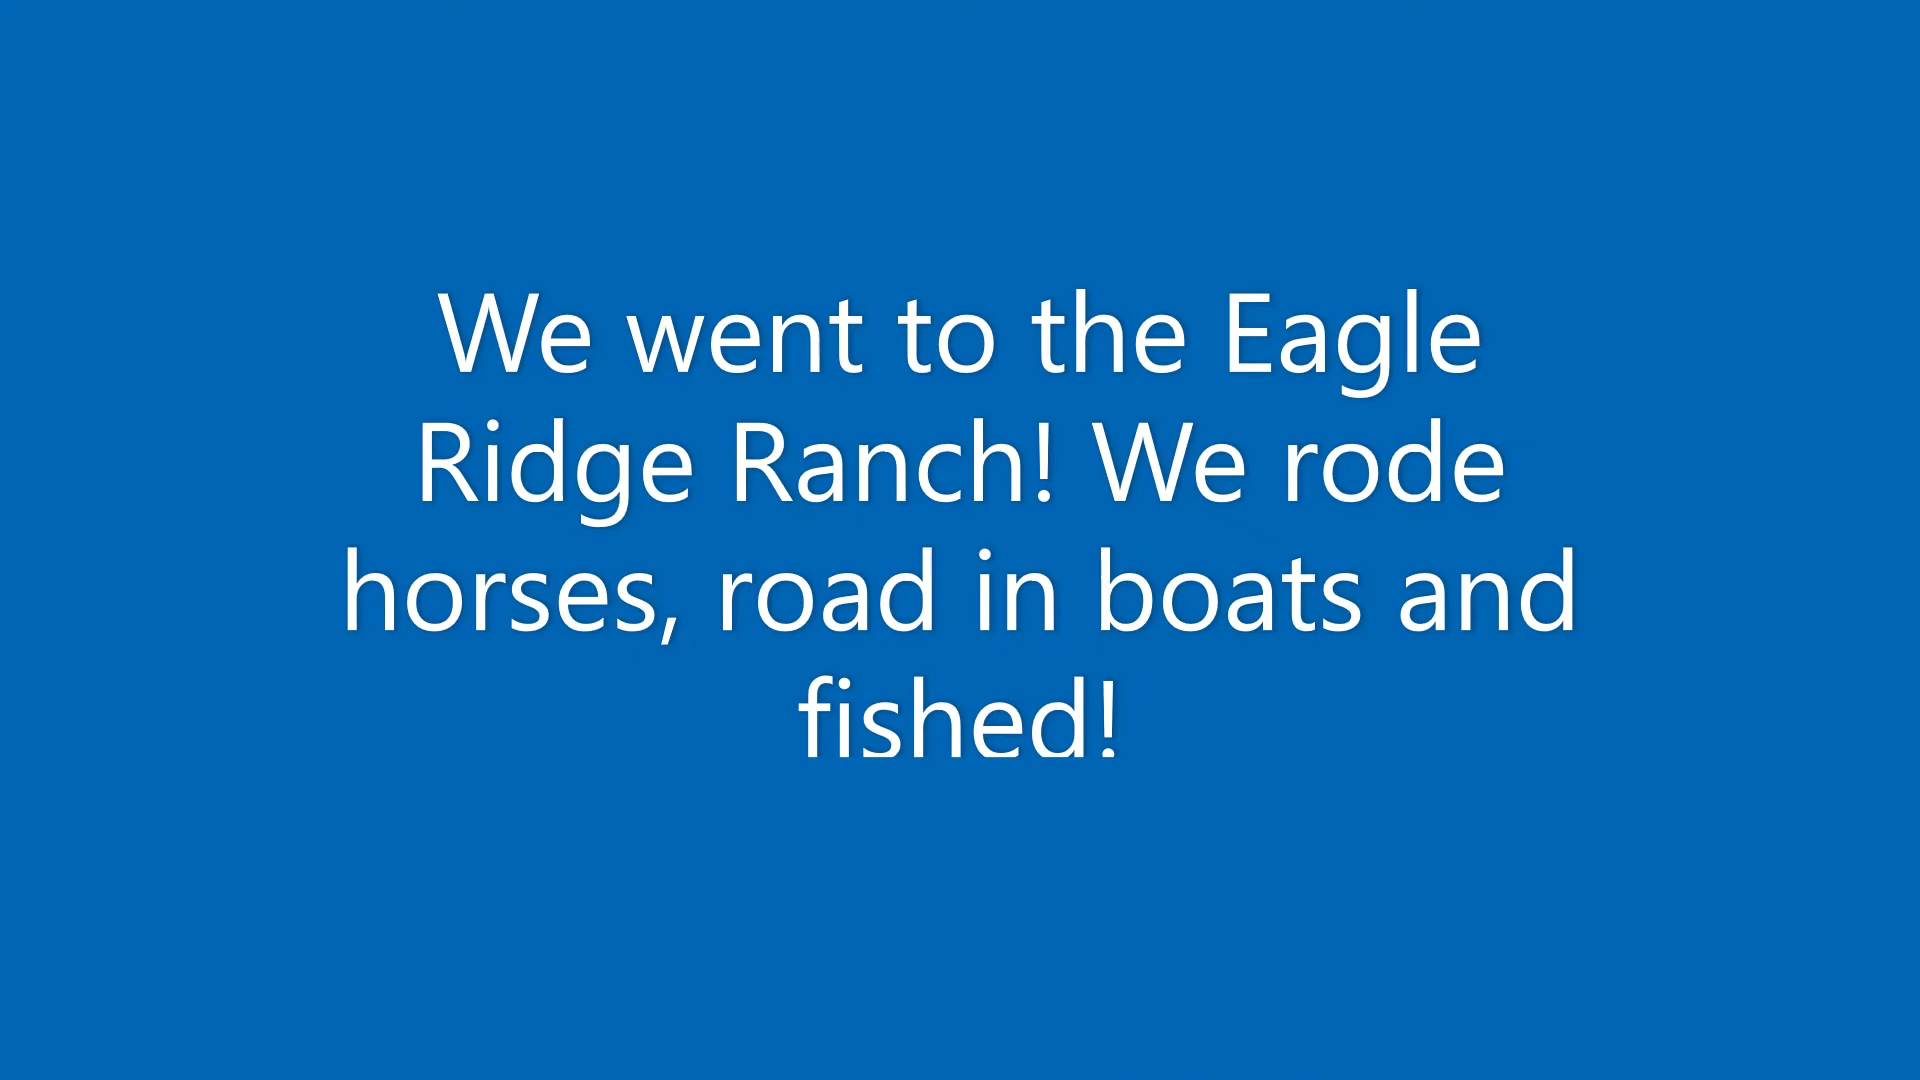 We went to the Eagle
Ridge Ranch! We rode
horses, road in boats and
fished!